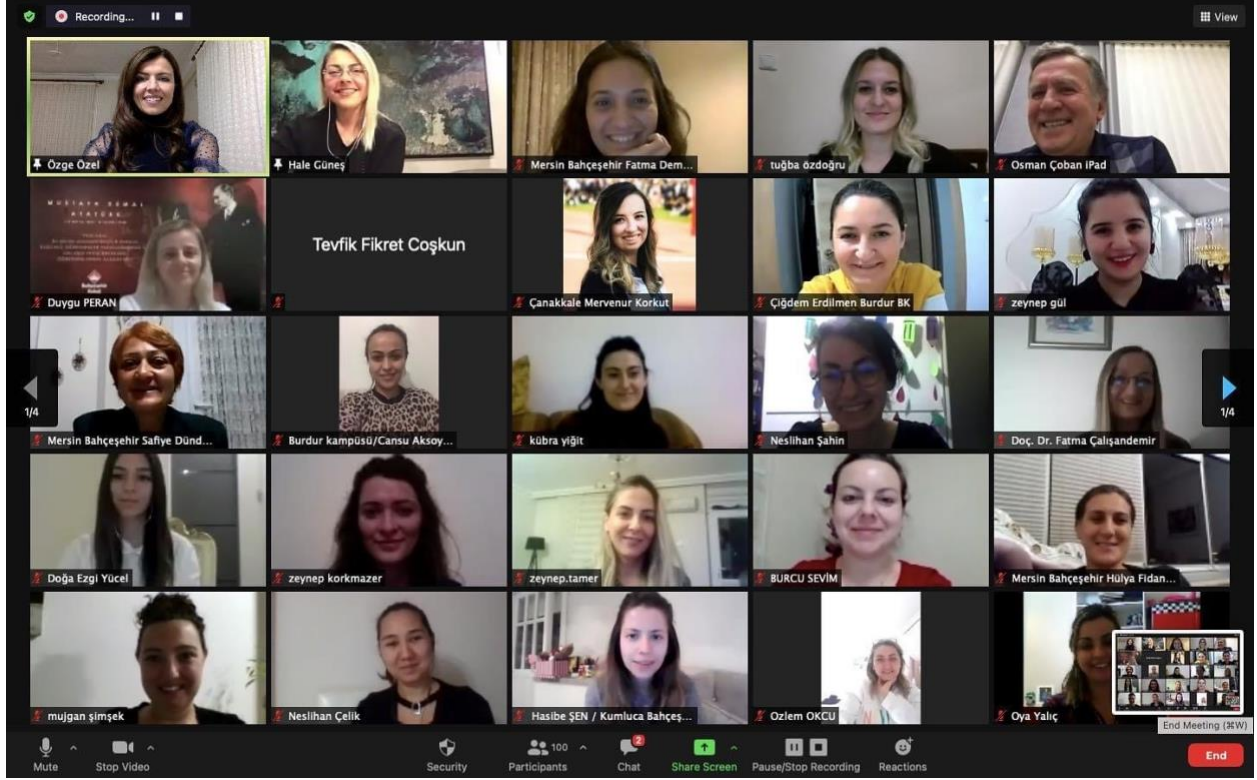 Recording...
View
Özge Özel
Hale Güneş
Mersin Bahçeşehir Fatma Dem...
tuğba özdoğru
Osman Çoban iPad
MUSTAFA KEMAL
ATATÜRK
Duygu PERAN
Tevfik Fikret Coşkun
Çanakkale Mervenur Korkut
Çiğdem Erdilmen Burdur BK
zeynep gül
1/4
1/4
Mersin Bahçeşehir Safiye Dünd...
Burdur kampüsü/Cansu Aksoy...
kübra yiğit
Neslihan Şahin
Doç. Dr. Fatma Çalışandemir
Doğa Ezgi Yücel
zeynep korkmazer
zeynep.tamer
BURCU SEVİM
Mersin Bahçeşehir Hülya Fidan...
mujgan şimşek
Neslihan Çelik
Hasibe ŞEN / Kumluca Bahçeş...
Ozlem OKCU
Oya Yalıç
End Meeting (⌘W)
Mute
Stop Video
Security
Participants
100
Chat
2
Share Screen
Pause/Stop Recording
Reactions
End